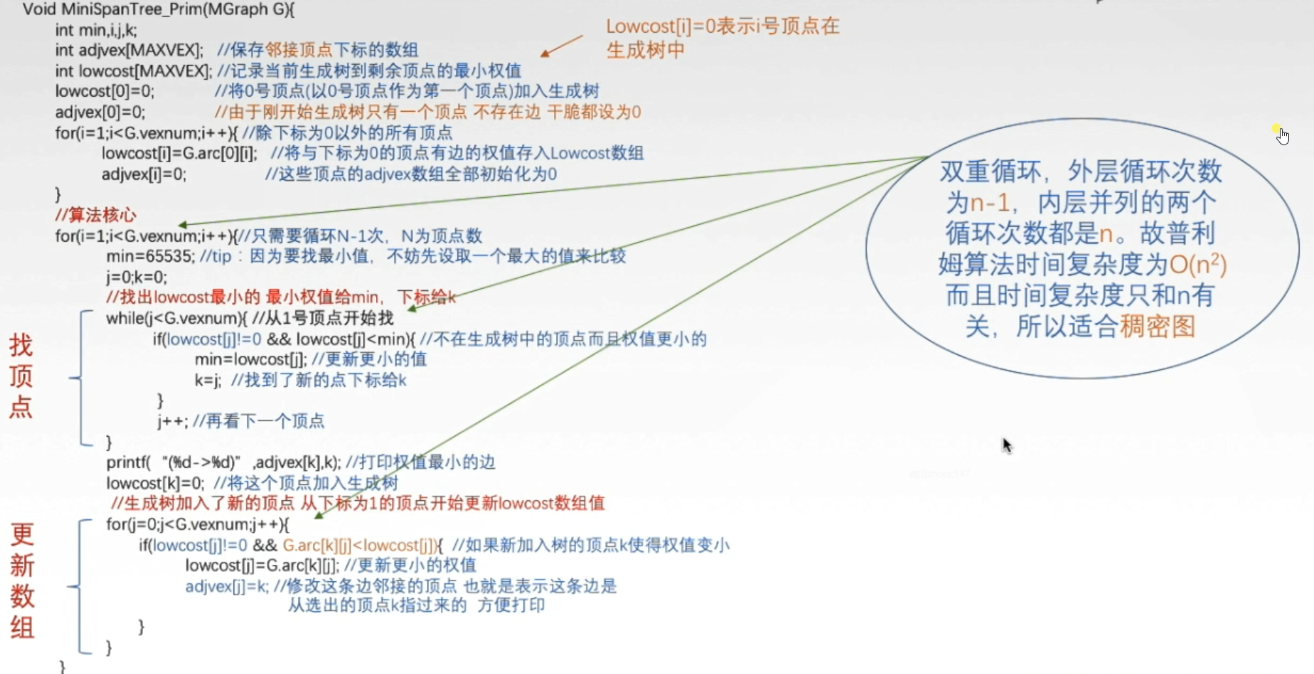 Void MiniSpanTree_Prim(MGraph G){
int min,i,j,k;
int adjvex[MAXVEX]; //保存邻接顶点下标的数组
int lowcost[MAXVEX]; //记录当前生成树到剩余顶点的最小权值
lowcost[0]=0; //将0号顶点(以0号顶点作为第一个顶点)加入生成树
adjvex[0]=0; //由于刚开始生成树只有一个顶点 不存在边 干脆都设为0
for(i=1;i<G.vexnum;i++){ //除下标为0以外的所有顶点
lowcost[i]=G.arc[0][i]; //将与下标为0的顶点有边的权值存入Lowcost数组
adjvex[i]=0; //这些顶点的adjvex数组全部初始化为0
}
//算法核心
for(i=1;i<G.vexnum;i++){//只需要循环N-1次，N为顶点数
min=65535; //tip：因为要找最小值，不妨先设取一个最大的值来比较
j=0;k=0;
//找出lowcost最小的 最小权值给min，下标给k
while(j<G.vexnum){ //从1号顶点开始找
if(lowcost[j]!=0 && lowcost[j]<min){ //不在生成树中的顶点而且权值更小的
min=lowcost[j]; //更新更小的值
k=j; //找到了新的点下标给k
}
j++; //再看下一个顶点
}
printf( "(%d->%d)" ,adjvex[k],k); //打印权值最小的边
lowcost[k]=0; //将这个顶点加入生成树
//生成树加入了新的顶点 从下标为1的顶点开始更新lowcost数组值
for(j=0;j<G.vexnum;j++){
if(lowcost[j]!=0 && G.arc[k][j]<lowcost[j]){ //如果新加入树的顶点k使得权值变小
lowcost[j]=G.arc[k][j]; //更新更小的权值
adjvex[j]=k; //修改这条边邻接的顶点 也就是表示这条边是
从选出的顶点k指过来的 方便打印
}
}
}
找
顶
点
更
新
数
组
Lowcost[i]=0表示i号顶点在
生成树中
双重循环，外层循环次数
为n-1，内层并列的两个
循环次数都是n。故普利
姆算法时间复杂度为O(n²)
而且时间复杂度只和n有
关，所以适合稠密图